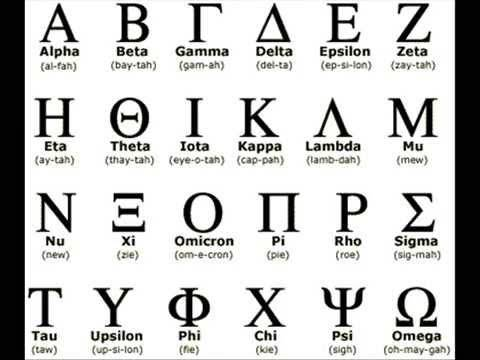 Α Β Γ Δ Ε Ζ
Alpha Beta Gamma Delta Epsilon Zeta
(al-fah) (bay-tah) (gam-ah) (del-ta) (ep-si-lon) (zay-tah)
Η Θ Ι Κ Λ Μ
Eta Theta Iota Kappa Lambda Mu
(ay-tah) (thay-tah) (eye-o-tah) (cap-pah) (lamb-dah) (mew)
Ν Ξ Ο Π Ρ Σ
Nu Xi Omicron Pi Rho Sigma
(new) (zie) (om-e-cron) (pie) (roe) (sig-mah)
Τ Υ Φ Χ Ψ Ω
Tau Upsilon Phi Chi Psi Omega
(taw) (up-si-lon) (fie) (kie) (sigh) (oh-may-gah)